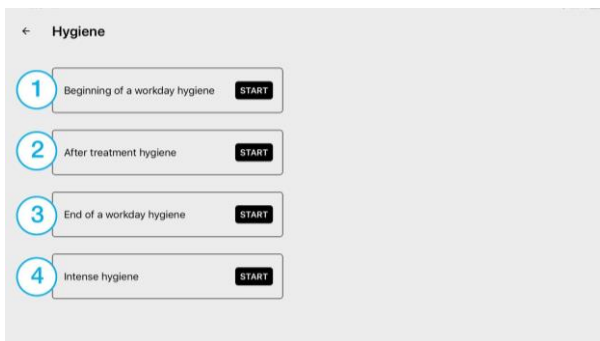 ← Hygiene
1 Beginning of a workday hygiene START
2 After treatment hygiene START
3 End of a workday hygiene START
4 Intense hygiene START